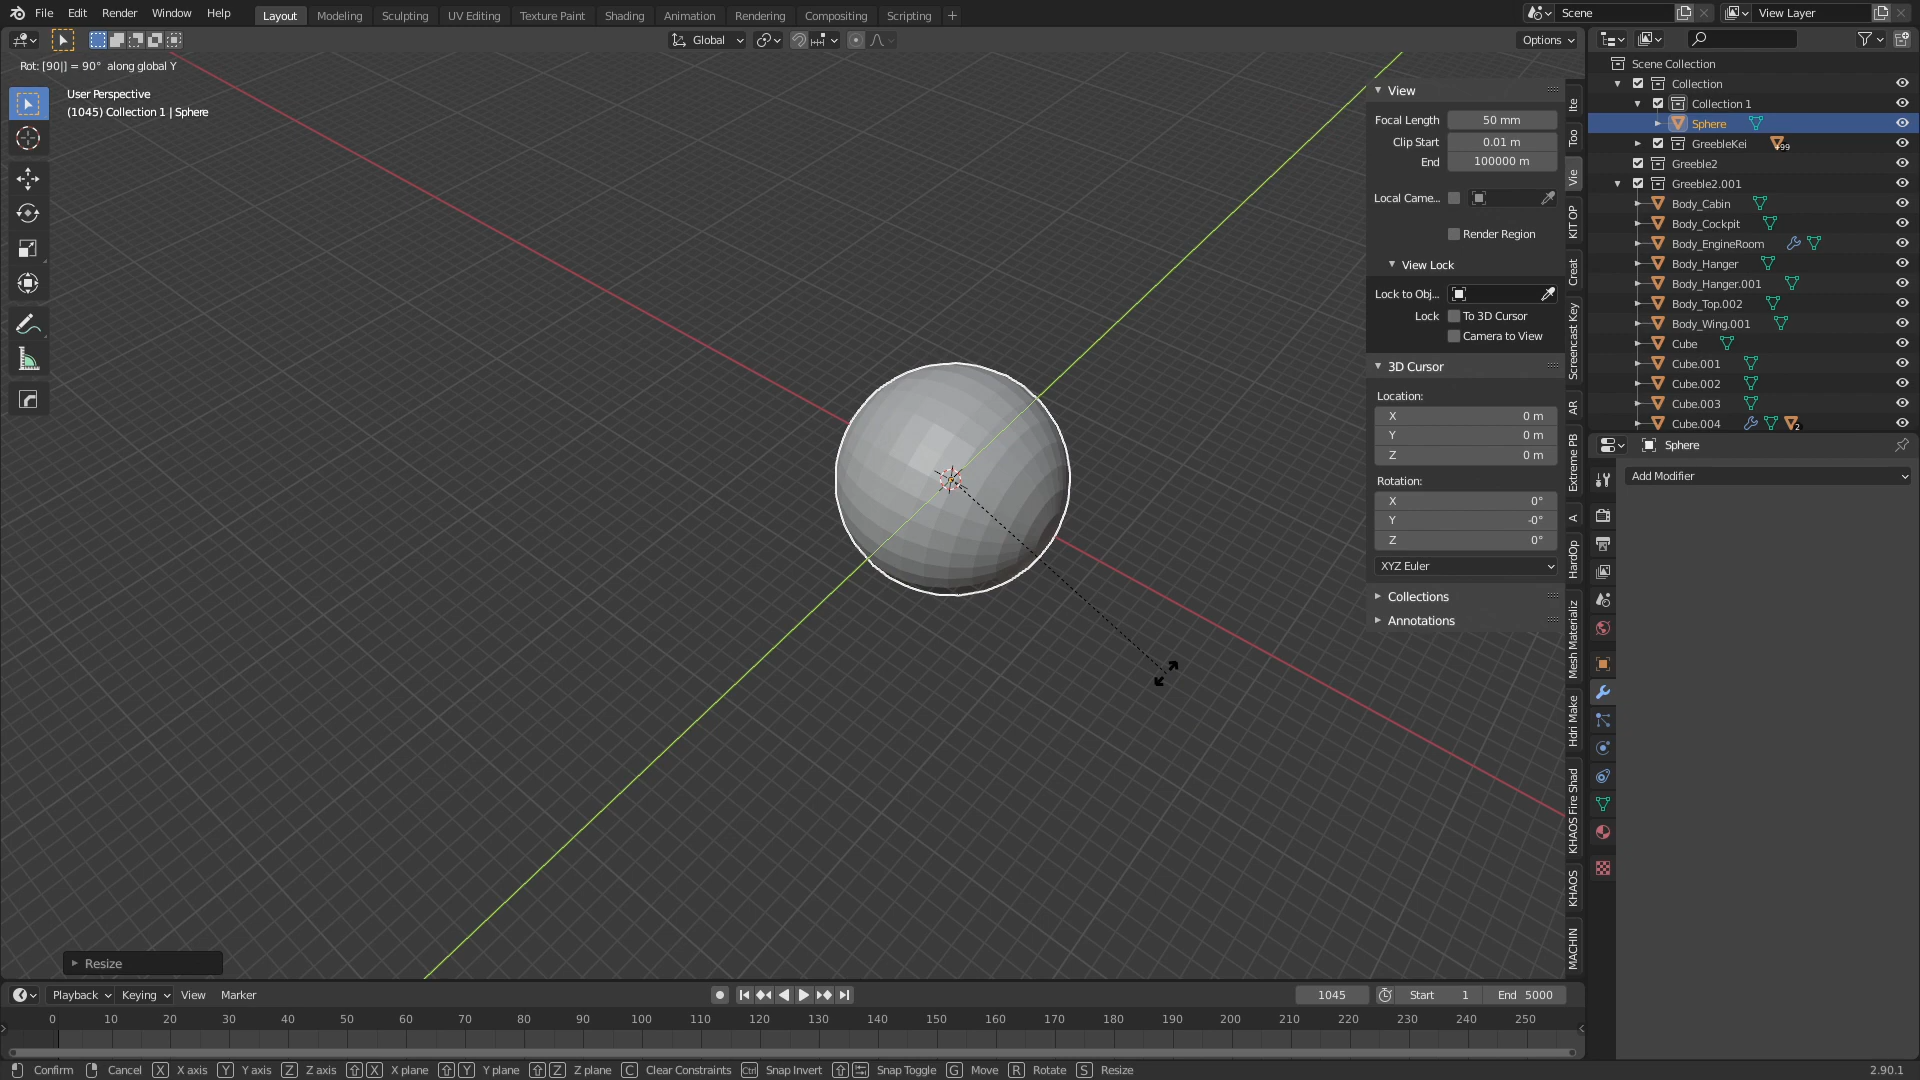 File Edit Render Window Help Layout Modeling Sculpting UV Editing Texture Paint Shading Animation Rendering Compositing Scripting + Scene View Layer
Global Options
Rot: [90|] = 90° along global Y
User Perspective
(1045) Collection 1 | Sphere
View
Focal Length 50 mm
Clip Start 0.01 m
End 100000 m
Local Came...
Render Region
View Lock
Lock to Obj...
Lock To 3D Cursor
Camera to View
3D Cursor
Location:
X 0 m
Y 0 m
Z 0 m
Rotation:
X 0°
Y -0°
Z 0°
XYZ Euler
Collections
Annotations
Ite
Too
Vie
KIT OP
Creat
Screencast Key
AR
Extreme PB
A
HardOp
Mesh Materializ
Hdri Make
KHAOS Fire Shad
KHAOS
MACHIN
Scene Collection
Collection
Collection 1
Sphere
GreebleKei +99
Greeble2
Greeble2.001
Body_Cabin
Body_Cockpit
Body_EngineRoom
Body_Hanger
Body_Hanger.001
Body_Top.002
Body_Wing.001
Cube
Cube.001
Cube.002
Cube.003
Cube.004 2
Sphere
Add Modifier
Resize
Playback Keying View Marker 1045 Start 1 End 5000
0 10 20 30 40 50 60 70 80 90 100 110 120 130 140 150 160 170 180 190 200 210 220 230 240 250
Confirm Cancel X X axis Y Y axis Z Z axis X X plane Y Y plane Z Z plane C Clear Constraints Ctrl Snap Invert Snap Toggle G Move R Rotate S Resize 2.90.1